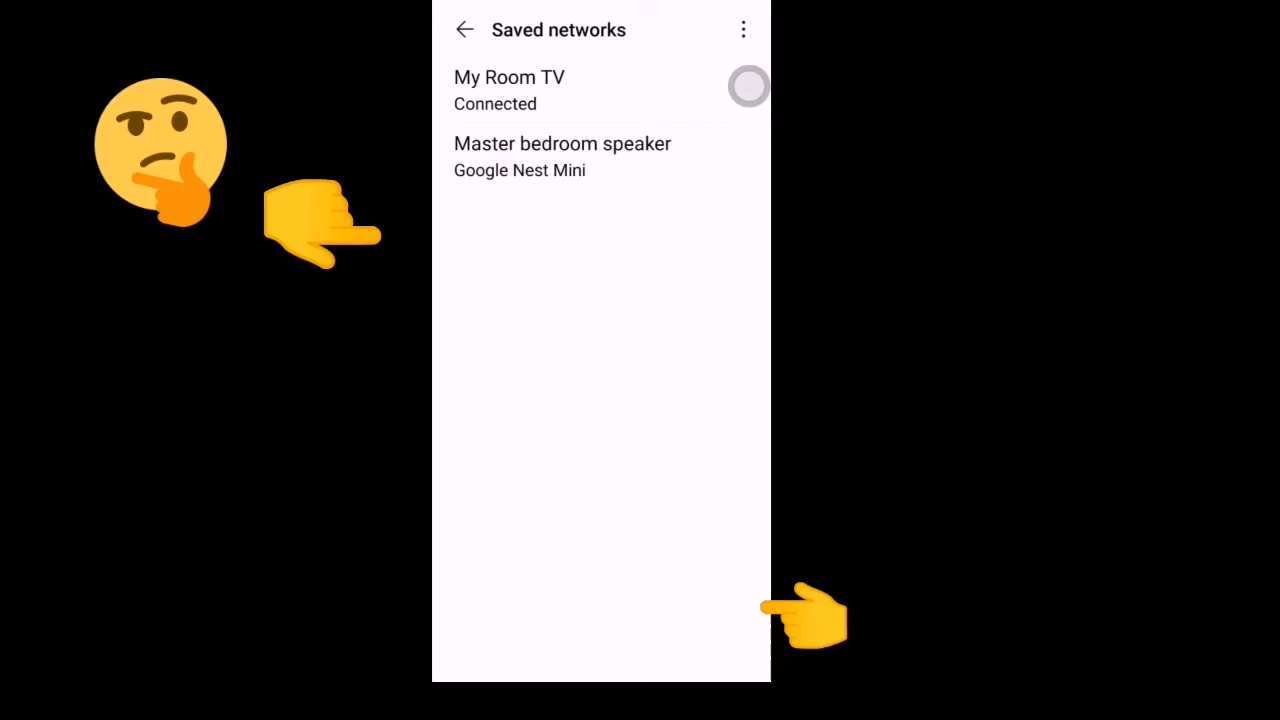 Saved networks
My Room TV
Connected
Master bedroom speaker
Google Nest Mini